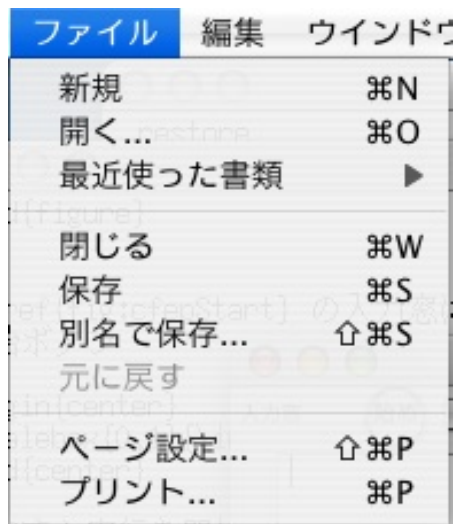 ファイル 編集 ウインドウ
新規 ⌘N
開く... ⌘O
最近使った書類 ▶
閉じる ⌘W
保存 ⌘S
別名で保存... ⇧⌘S
元に戻す
ページ設定... ⇧⌘P
プリント... ⌘P